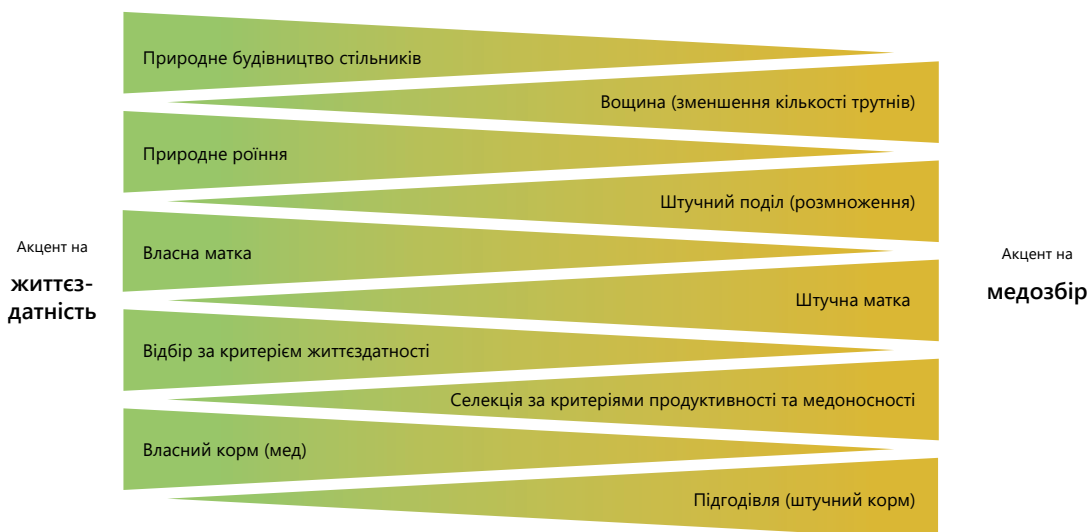 Природне будівництво стільників
Вощина (зменшення кількості трутнів)
Природне роїння
Штучний поділ (розмноження)
Акцент на
життєз-
датність
Власна матка
Акцент на
медозбір
Штучна матка
Відбір за критерієм життєздатності
Селекція за критеріями продуктивності та медоносності
Власний корм (мед)
Підгодівля (штучний корм)